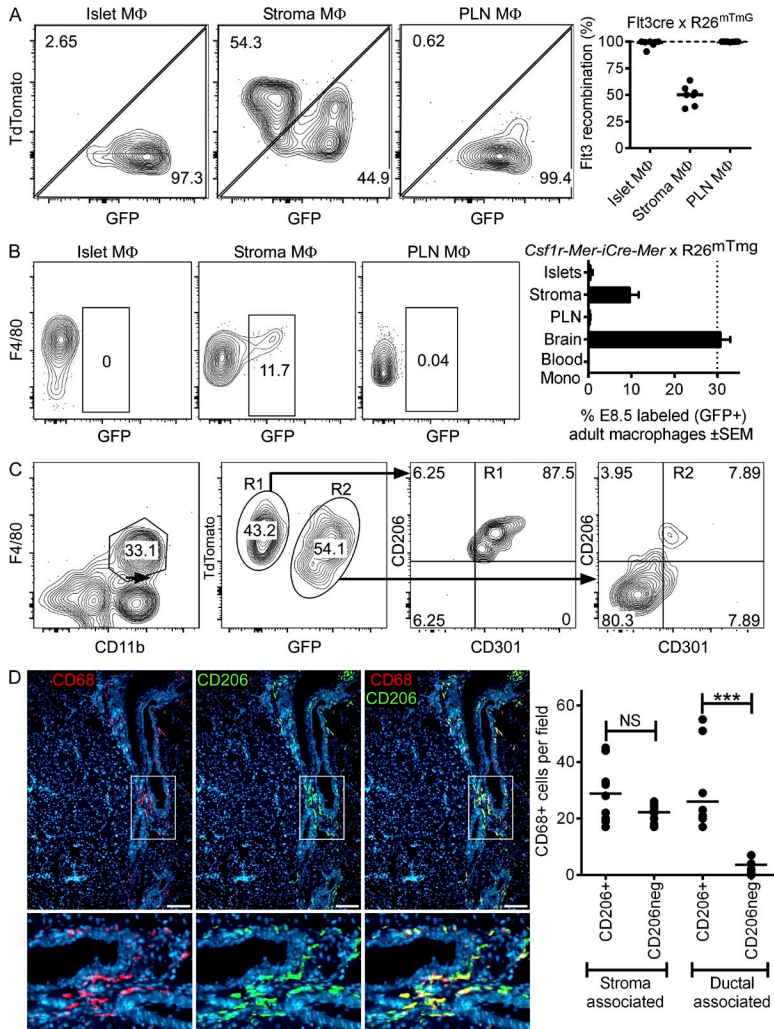 A
Islet MΦ
Stroma MΦ
PLN MΦ
Flt3cre x R26mTmG
2.65
54.3
0.62
TdTomato
97.3
44.9
99.4
GFP
GFP
GFP
Flt3 recombination (%)
100
50
0
Islet MΦ
Stroma MΦ
PLN MΦ
B
Islet MΦ
Stroma MΦ
PLN MΦ
Csf1r-Mer-iCre-Mer x R26mTmg
F4/80
0
11.7
0.04
GFP
GFP
GFP
Islets
Stroma
PLN
Brain
Blood
Mono
0
10
20
30
% E8.5 labeled (GFP+)
adult macrophages ±SEM
C
F4/80
33.1
CD11b
TdTomato
R1
R2
43.2
54.1
GFP
6.25
R1
87.5
CD206
6.25
0
CD301
3.95
R2
7.89
CD206
80.3
7.89
CD301
D
CD68
CD206
CD68
CD206
CD68+ cells per field
60
40
20
0
NS
***
CD206+
CD206neg
CD206+
CD206neg
Stroma
associated
Ductal
associated